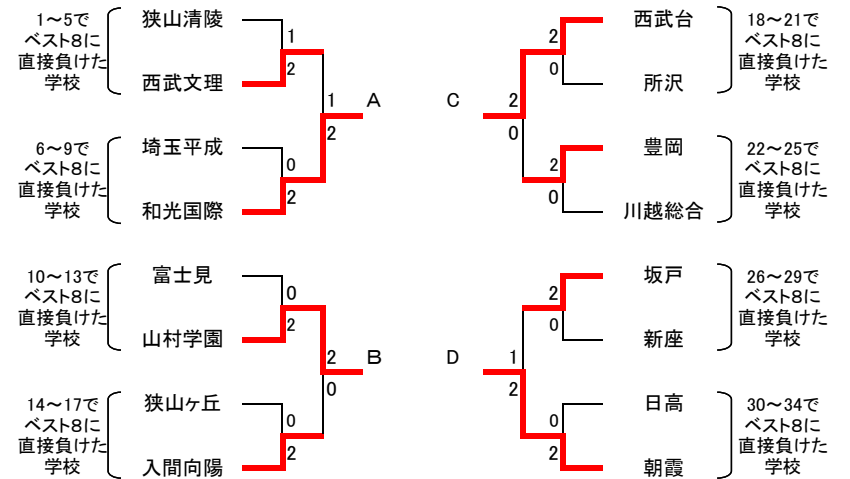 1～5で
ベスト8に
直接負けた
学校
狭山清陵
1
2
西武文理
1
2
A
6～9で
ベスト8に
直接負けた
学校
埼玉平成
0
2
和光国際
10～13で
ベスト8に
直接負けた
学校
富士見
0
2
山村学園
2
0
B
14～17で
ベスト8に
直接負けた
学校
狭山ヶ丘
0
2
入間向陽
C
2
0
西武台
2
0
所沢
18～21で
ベスト8に
直接負けた
学校
豊岡
2
0
川越総合
22～25で
ベスト8に
直接負けた
学校
D
1
2
坂戸
2
0
新座
26～29で
ベスト8に
直接負けた
学校
日高
0
2
朝霞
30～34で
ベスト8に
直接負けた
学校